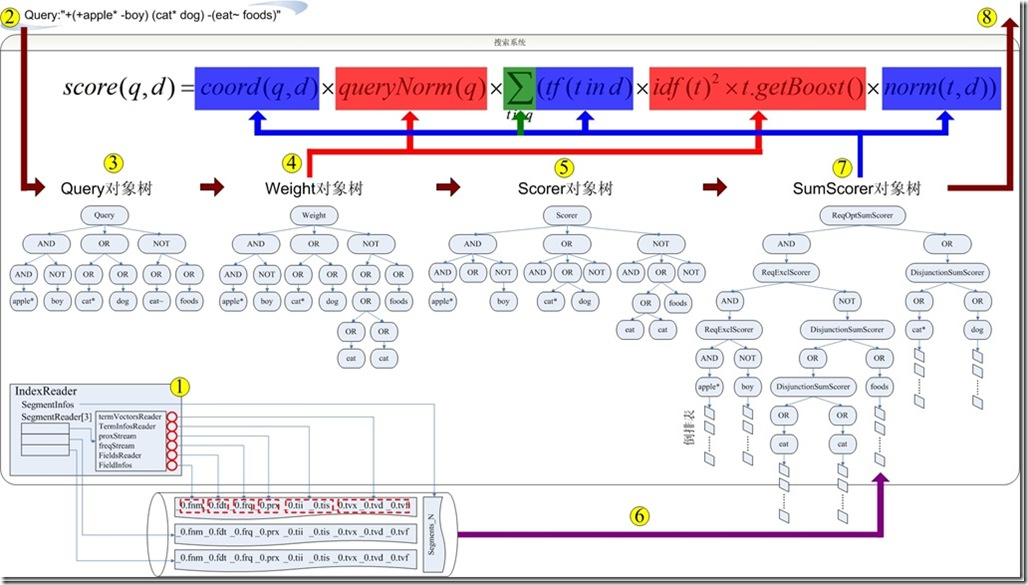 2 Query:"+(+apple* -boy) (cat* dog) -(eat~ foods)"
8
搜索系统
score(q,d) = coord(q,d) × queryNorm(q) × ∑ (tf(t in d) × idf(t)² × t.getBoost() × norm(t,d))
t in q
3 4 5 7
Query对象树 Weight对象树 Scorer对象树 SumScorer对象树
Query Weight Scorer ReqOptSumScorer
AND OR NOT AND OR NOT AND OR NOT AND OR
AND NOT OR OR OR OR AND NOT OR OR OR OR AND OR NOT AND OR NOT AND OR NOT ReqExclScorer DisjunctionSumScorer
apple* boy cat* dog eat~ foods apple* boy cat* dog OR foods apple* boy cat* dog OR foods AND NOT OR OR
OR OR eat cat ReqExclScorer DisjunctionSumScorer cat* dog
eat cat AND NOT OR OR
apple* boy DisjunctionSumScorer foods
倒排表
OR OR
cat cat
1
IndexReader
SegmentInfos
SegmentReader[3]
termVectorsReader
TermInfosReader
proxStream
freqStream
FieldsReader
FieldInfos
_0.fnm _0.fdt _0.frq _0.prx _0.tii _0.tis _0.tvx _0.tvd _0.tvf
_0.fnm _0.fdt _0.frq _0.prx _0.tii _0.tis _0.tvx _0.tvd _0.tvf
_0.fnm _0.fdt _0.frq _0.prx _0.tii _0.tis _0.tvx _0.tvd _0.tvf
Segments_N
6